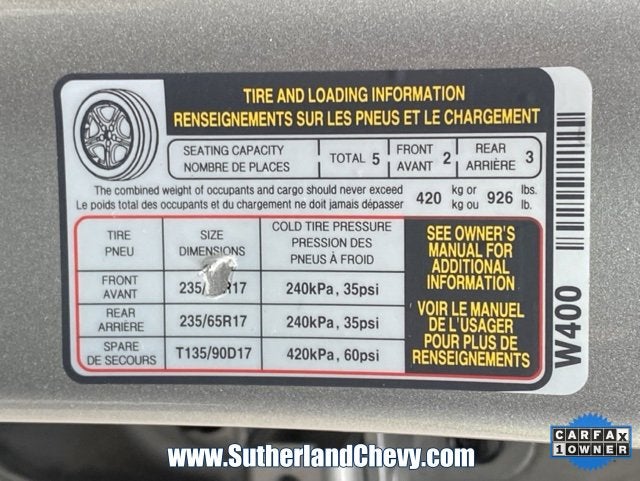 TIRE AND LOADING INFORMATION
RENSEIGNEMENTS SUR LES PNEUS ET LE CHARGEMENT
SEATING CAPACITY
NOMBRE DE PLACES
TOTAL 5
FRONT
AVANT 2
REAR
ARRIÈRE 3
The combined weight of occupants and cargo should never exceed
Le poids total des occupants et du chargement ne doit jamais dépasser
420 kg or
kg ou 926 lbs.
lb.
TIRE
PNEU
SIZE
DIMENSIONS
COLD TIRE PRESSURE
PRESSION DES
PNEUS À FROID
FRONT
AVANT
235/ R17
240kPa, 35psi
REAR
ARRIÈRE
235/65R17
240kPa, 35psi
SPARE
DE SECOURS
T135/90D17
420kPa, 60psi
SEE OWNER'S
MANUAL FOR
ADDITIONAL
INFORMATION
VOIR LE MANUEL
DE L'USAGER
POUR PLUS DE
RENSEIGNEMENTS
W400
www.SutherlandChevy.com
CARFAX
1 OWNER